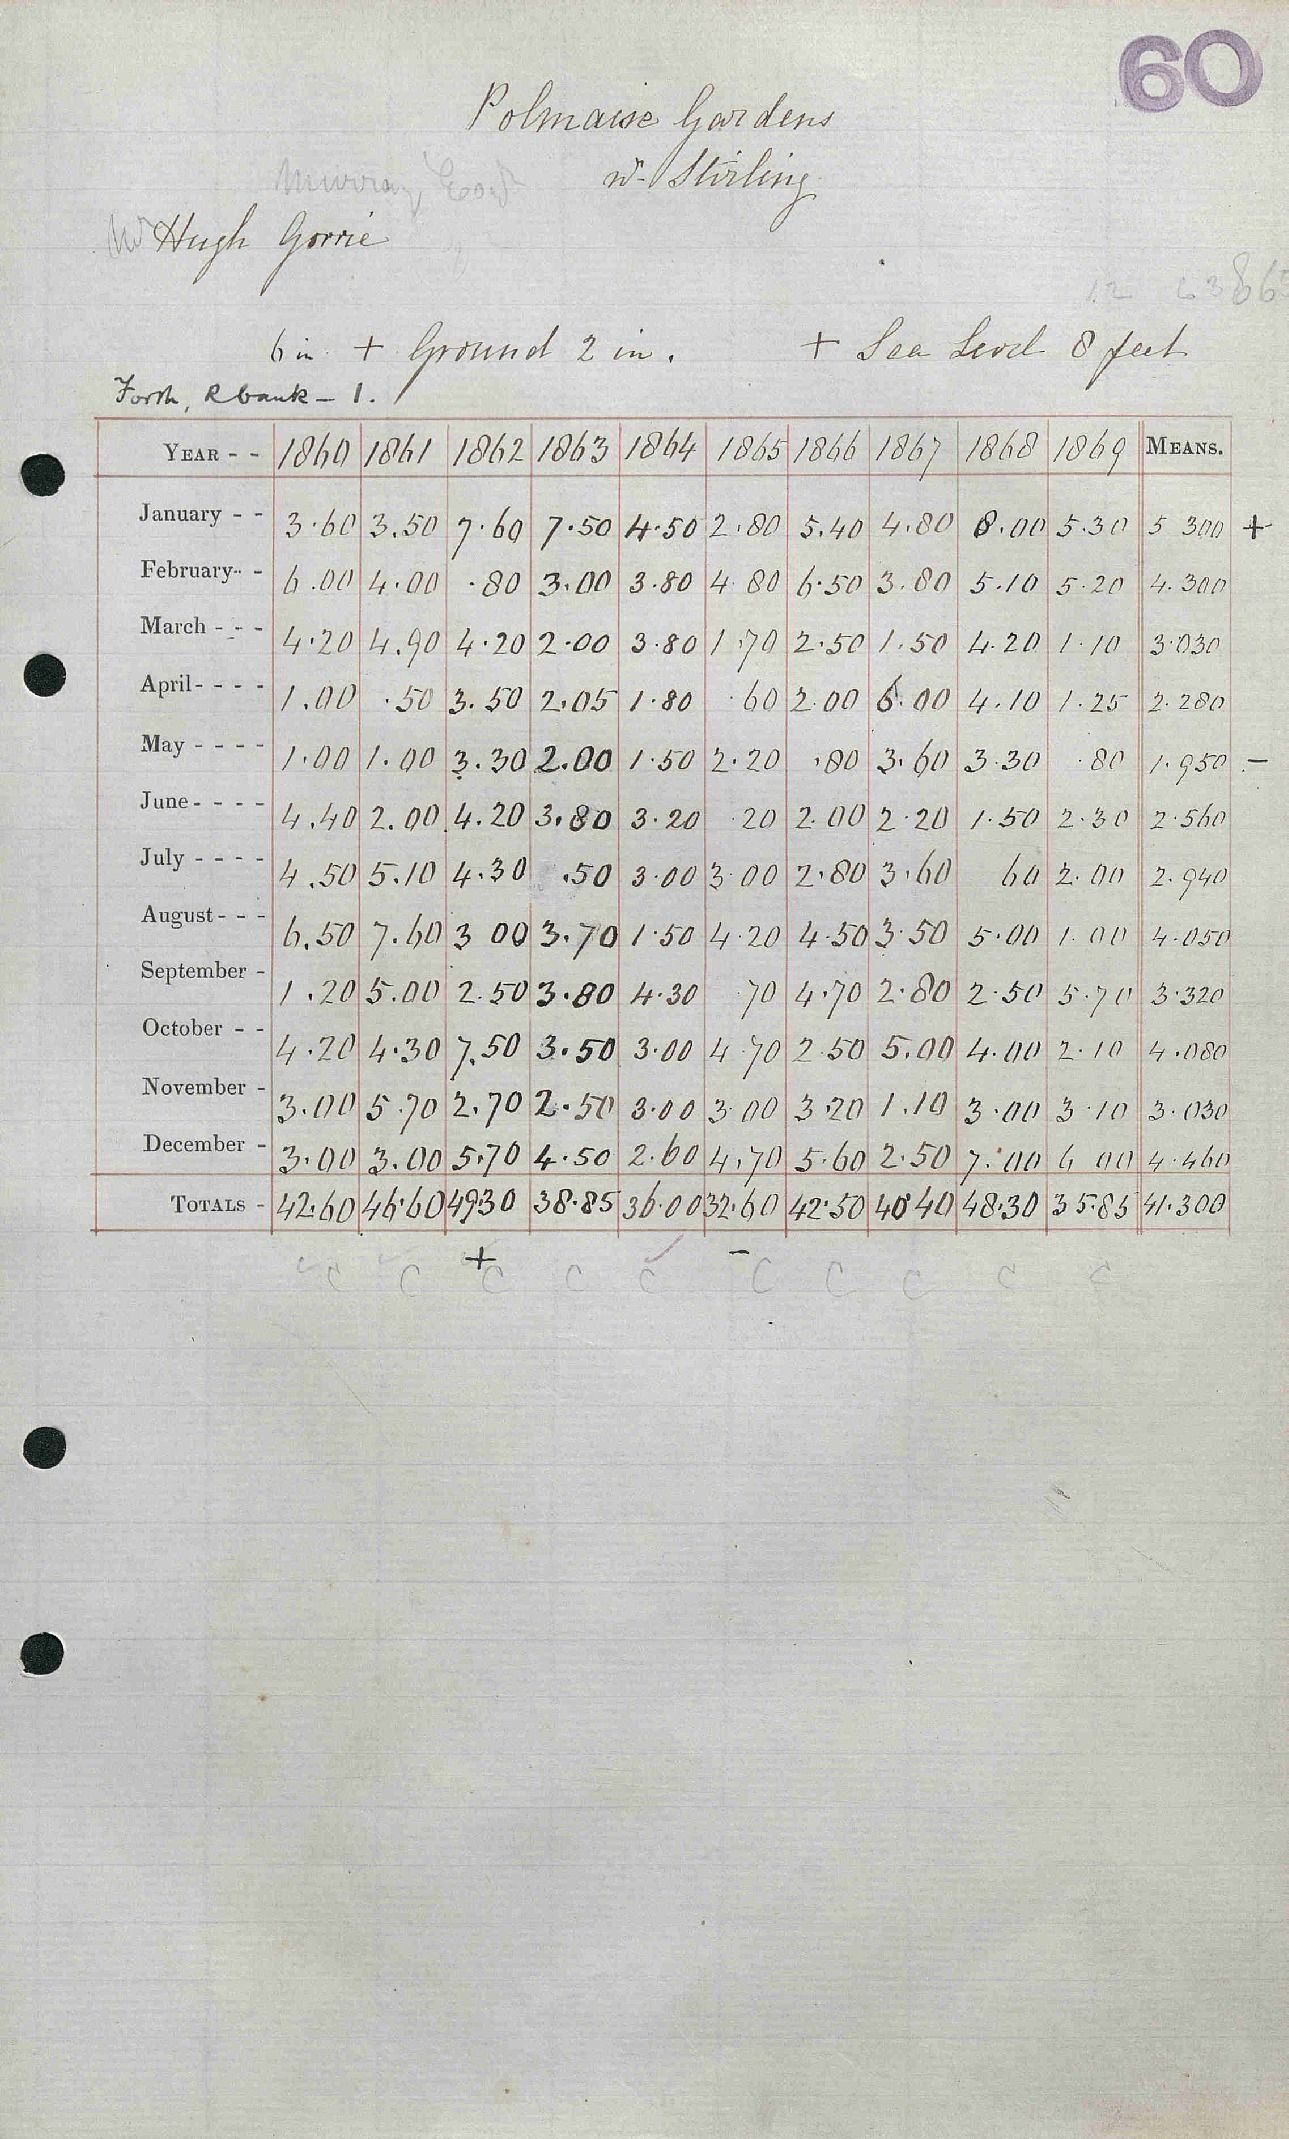 60
Polmaise Gardens
nr. Stirling
Murray, Esqr
Mr Hugh Gorrie
6 in + Ground 2 in. + Sea Level 8 feet
Forth, R bank - 1.
YEAR - - 1860 1861 1862 1863 1864 1865 1866 1867 1868 1869 MEANS.
January - - 3.60 3.50 7.60 7.50 4.50 2.80 5.40 4.80 8.00 5.30 5 300 +
February - - 6.00 4.00 .80 3.00 3.80 4 80 6.50 3.80 5.10 5.20 4.300
March - - - 4.20 4.90 4.20 2.00 3.80 1.70 2.50 1.50 4.20 1.10 3.030
April - - - - 1.00 .50 3.50 2.05 1.80 .60 2.00 6.00 4.10 1.25 2.280
May - - - - 1.00 1.00 3.30 2.00 1.50 2.20 .80 3.60 3.30 .80 1.950 -
June - - - - 4.40 2.00 4.20 3.80 3.20 .20 2.00 2.20 1.50 2.30 2.560
July - - - - 4.50 5.10 4.30 .50 3.00 3.00 2.80 3.60 60 2.00 2.940
August - - - 6.50 7.60 3 00 3.70 1.50 4.20 4.50 3.50 5.00 1.00 4.050
September - 1.20 5.00 2.50 3.80 4.30 .70 4.70 2.80 2.50 5.70 3.320
October - - 4.20 4.30 7.50 3.50 3.00 4.70 2.50 5.00 4.00 2.10 4.080
November - 3.00 5.70 2.70 2.50 3.00 3.00 3.20 1.10 3.00 3.10 3.030
December - 3.00 3.00 5.70 4.50 2.60 4.70 5.60 2.50 7.00 6 00 4.460
TOTALS - 42.60 46.60 4930 38.85 36.00 32.60 42.50 40.40 48.30 35.85 41.300
+ -
C C C C C C C C C C